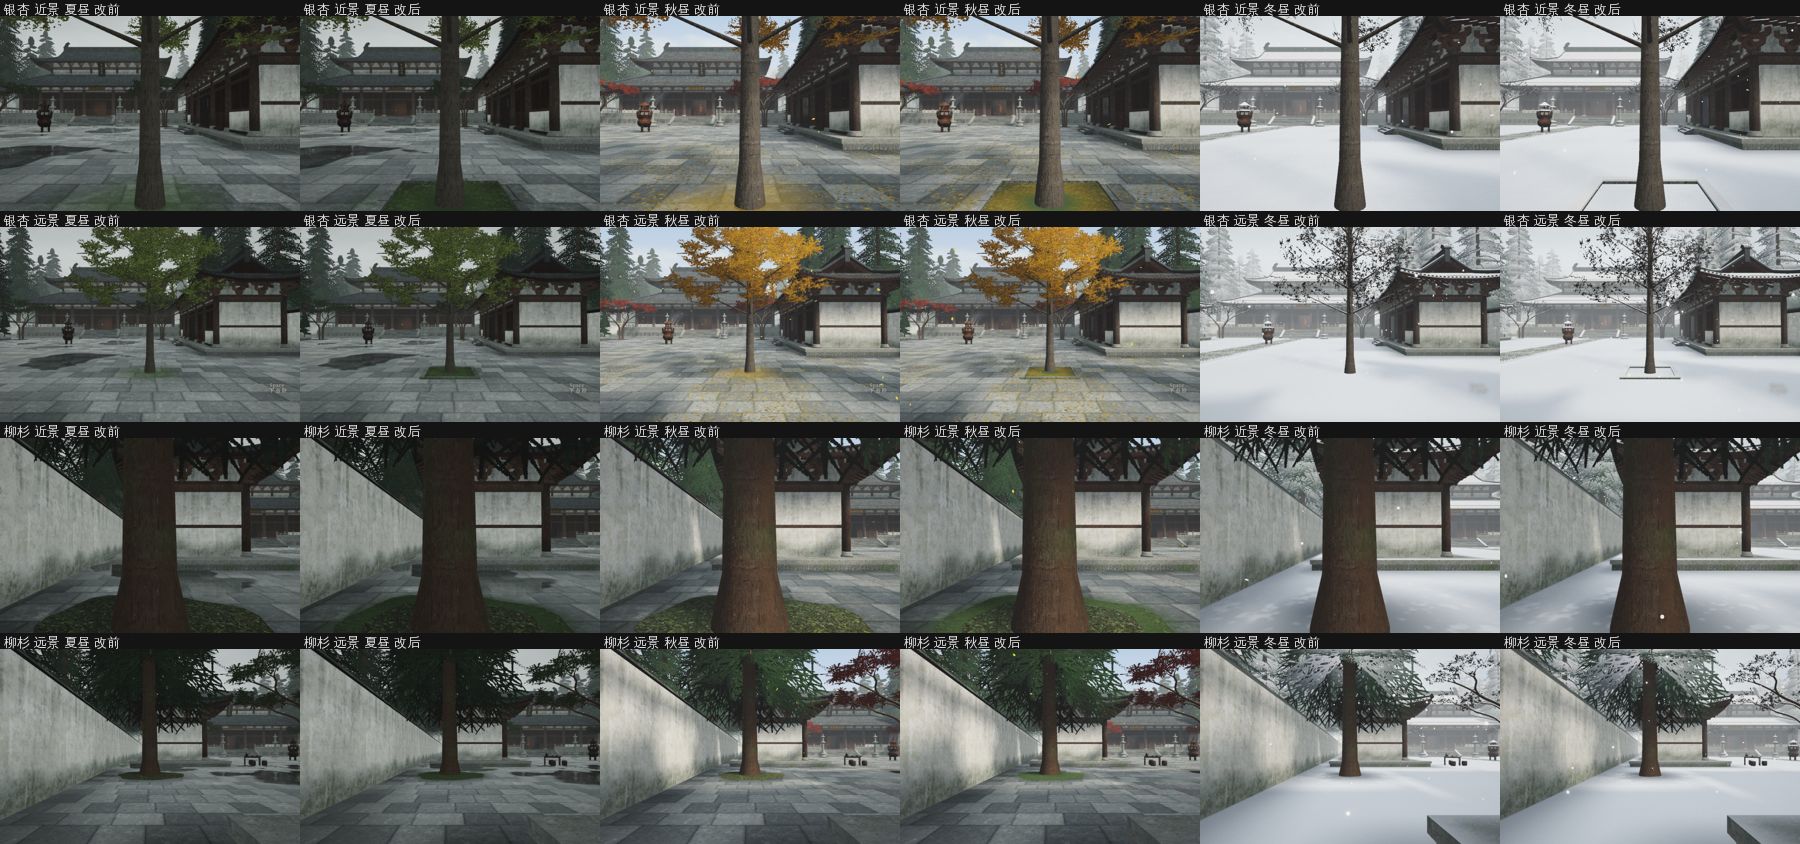 银杏 近景 夏昼 改前
银杏 近景 夏昼 改后
银杏 近景 秋昼 改前
银杏 近景 秋昼 改后
银杏 近景 冬昼 改前
银杏 近景 冬昼 改后
银杏 远景 夏昼 改前
银杏 远景 夏昼 改后
银杏 远景 秋昼 改前
银杏 远景 秋昼 改后
银杏 远景 冬昼 改前
银杏 远景 冬昼 改后
柳杉 近景 夏昼 改前
柳杉 近景 夏昼 改后
柳杉 近景 秋昼 改前
柳杉 近景 秋昼 改后
柳杉 近景 冬昼 改前
柳杉 近景 冬昼 改后
柳杉 远景 夏昼 改前
柳杉 远景 夏昼 改后
柳杉 远景 秋昼 改前
柳杉 远景 秋昼 改后
柳杉 远景 冬昼 改前
柳杉 远景 冬昼 改后